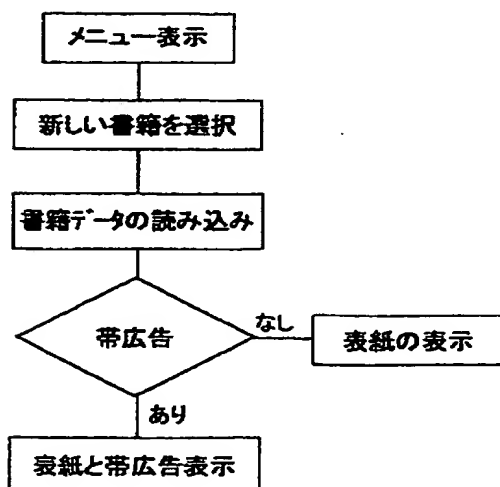 メニュー表示
新しい書籍を選択
書籍データの読み込み
帯広告
なし
表紙の表示
あり
表紙と帯広告表示